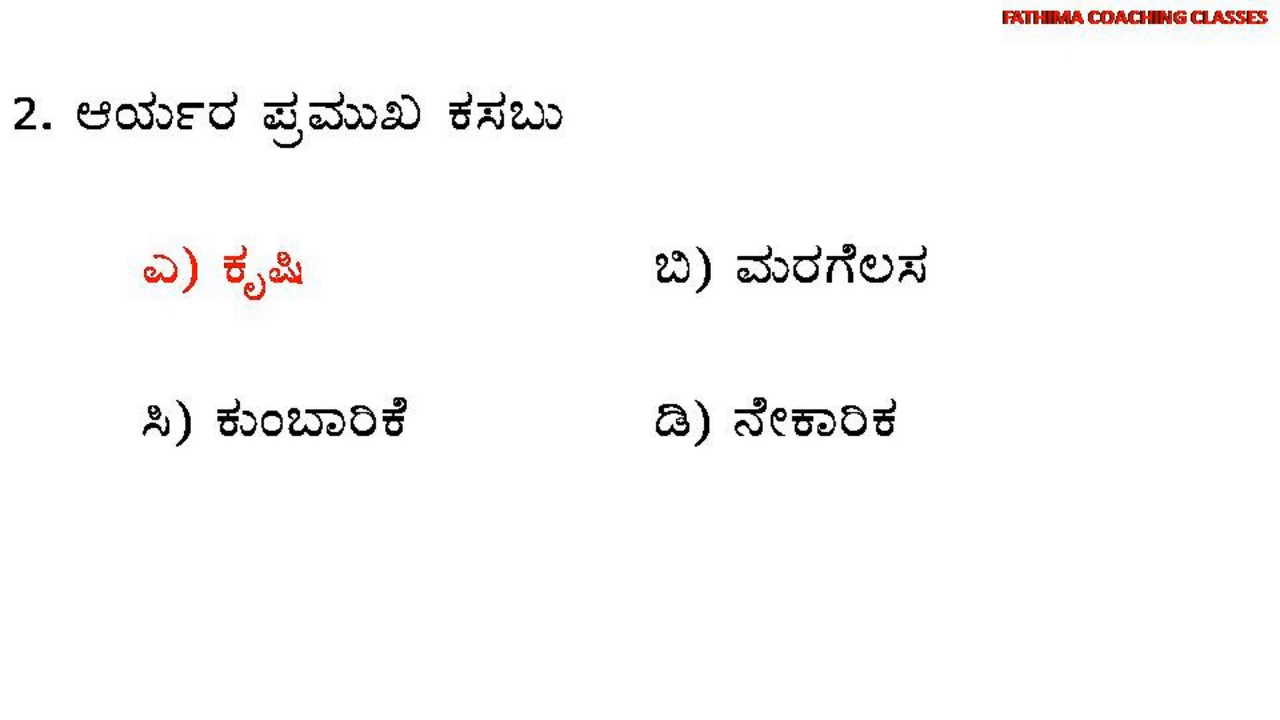 FATHIMA COACHING CLASSES
2. ಆರ್ಯರ ಪ್ರಮುಖ ಕಸಬು
ಎ) ಕೃಷಿ ಬಿ) ಮರಗೆಲಸ
ಸಿ) ಕುಂಬಾರಿಕೆ ಡಿ) ನೇಕಾರಿಕ